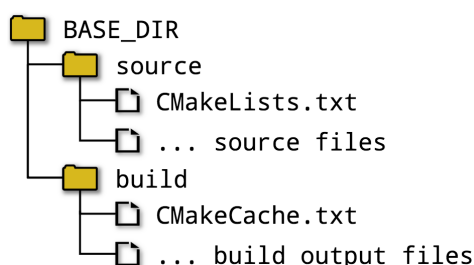 BASE_DIR
source
CMakeLists.txt
... source files
build
CMakeCache.txt
... build output files